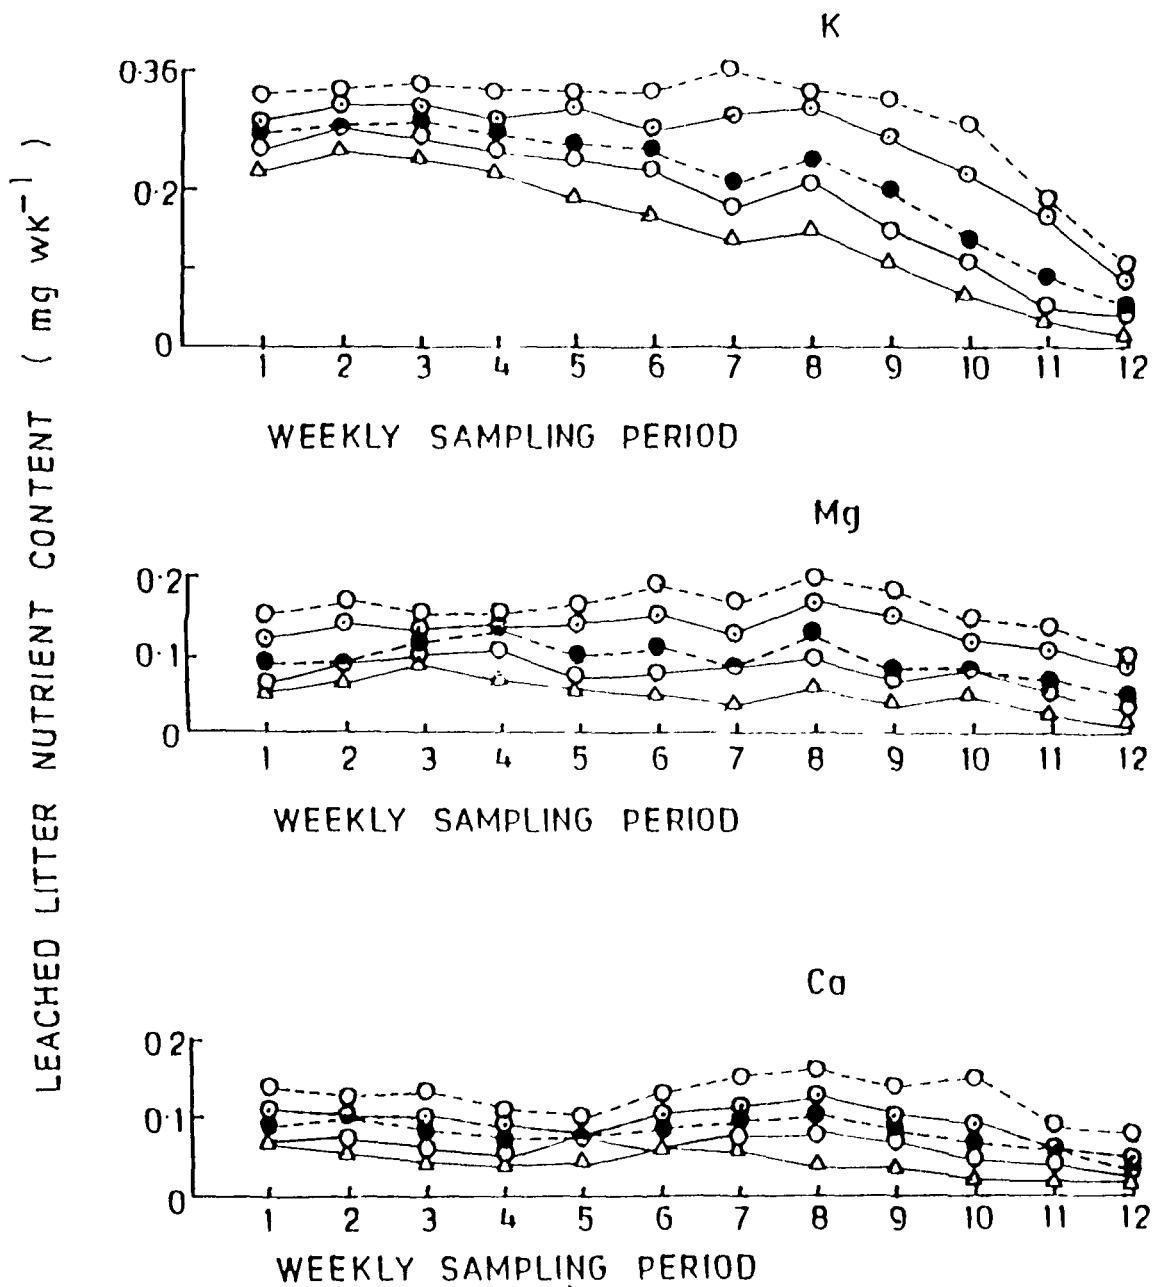 K
0·36
0·2
0
1 2 3 4 5 6 7 8 9 10 11 12
WEEKLY SAMPLING PERIOD
Mg
0·2
0·1
0
1 2 3 4 5 6 7 8 9 10 11 12
WEEKLY SAMPLING PERIOD
Ca
0 2
0·1
0
1 2 3 4 5 6 7 8 9 10 11 12
WEEKLY SAMPLING PERIOD
LEACHED LITTER NUTRIENT CONTENT ( mg wk⁻¹ )